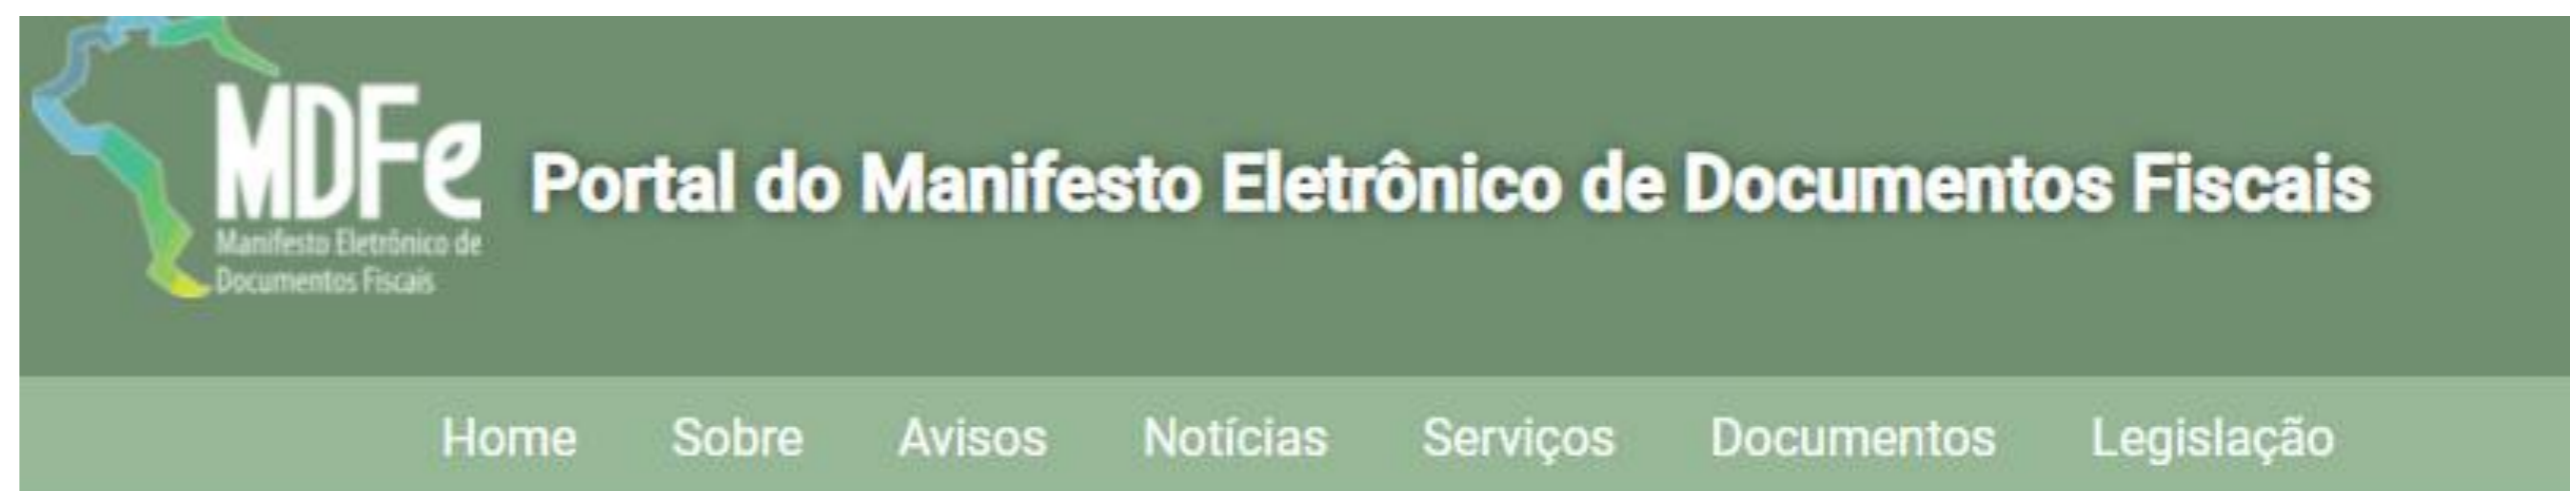 MDFe
Manifesto Eletrônico de
Documentos Fiscais
Portal do Manifesto Eletrônico de Documentos Fiscais
Home Sobre Avisos Notícias Serviços Documentos Legislação